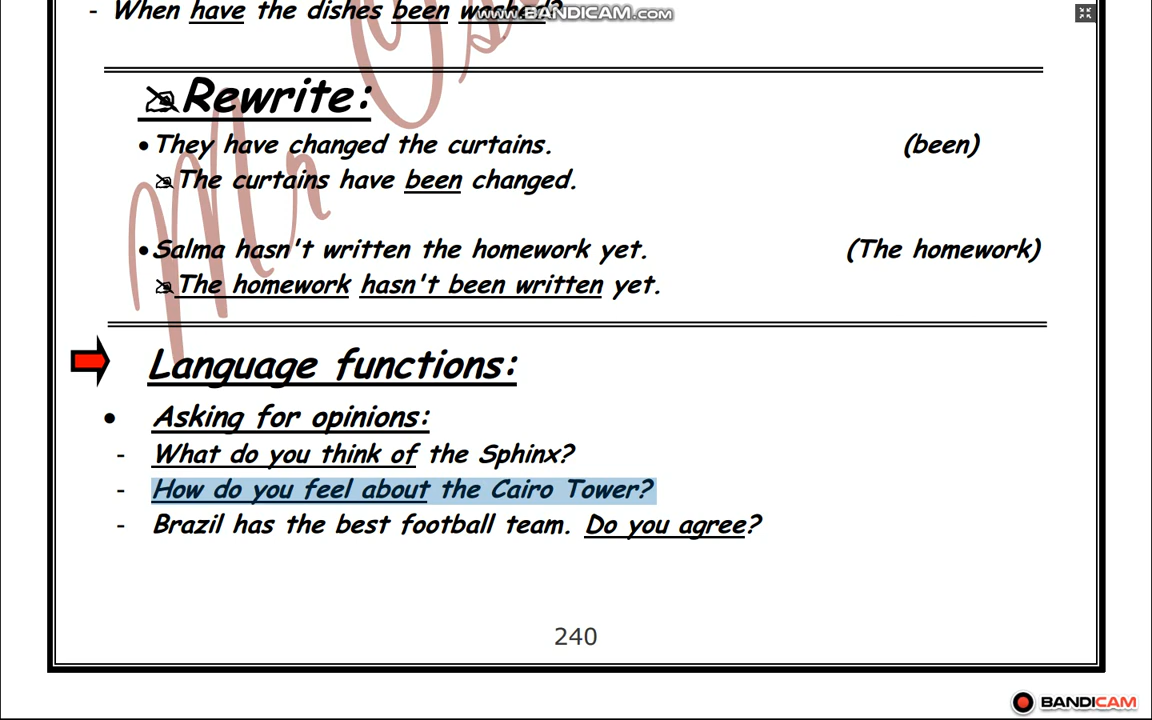 - When have the dishes been washed?
www.BANDICAM.com
Rewrite:
• They have changed the curtains. (been)
The curtains have been changed.
• Salma hasn't written the homework yet. (The homework)
The homework hasn't been written yet.
Language functions:
• Asking for opinions:
- What do you think of the Sphinx?
- How do you feel about the Cairo Tower?
- Brazil has the best football team. Do you agree?
240
BANDICAM
Mr